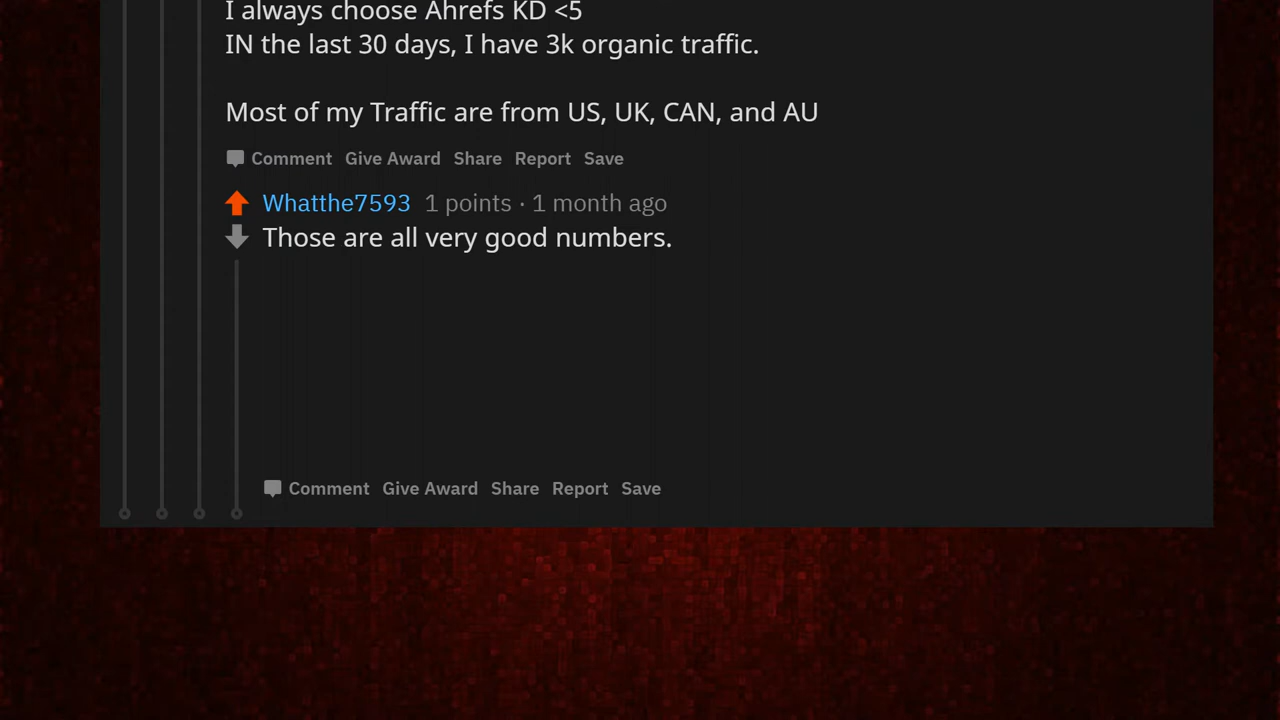 I always choose Ahrefs KD <5
IN the last 30 days, I have 3k organic traffic.
Most of my Traffic are from US, UK, CAN, and AU
Comment Give Award Share Report Save
Whatthe7593 1 points · 1 month ago
Those are all very good numbers.
Comment Give Award Share Report Save